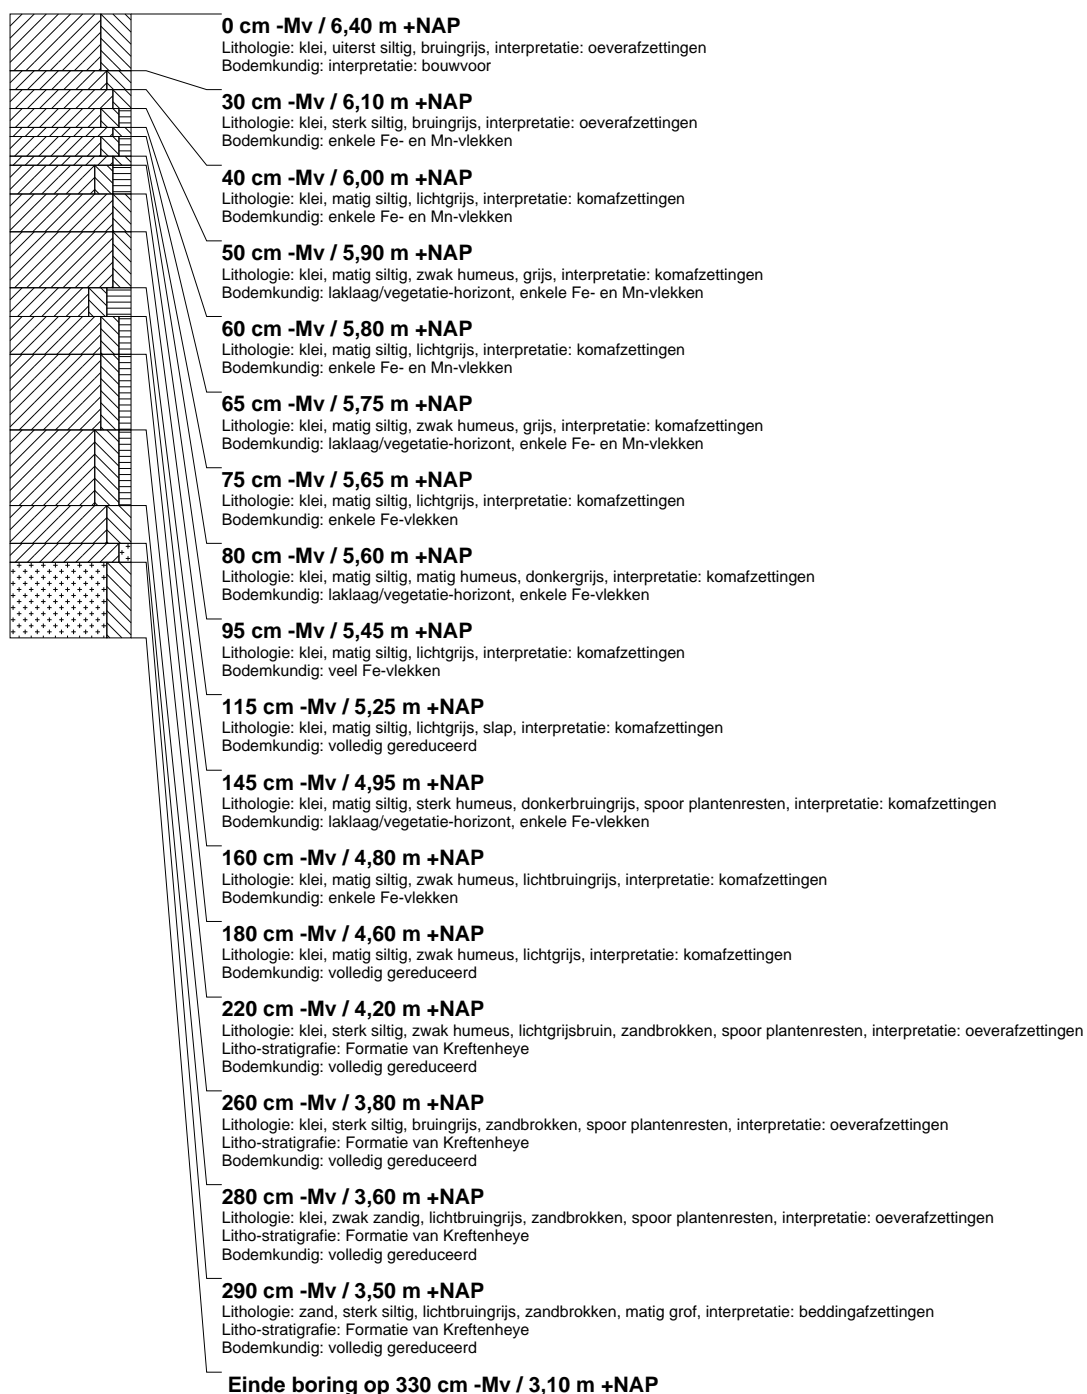 0 cm -Mv / 6,40 m +NAP
Lithologie: klei, uiterst siltig, bruingrijs, interpretatie: oeverafzettingen
Bodemkundig: interpretatie: bouwvoor
30 cm -Mv / 6,10 m +NAP
Lithologie: klei, sterk siltig, bruingrijs, interpretatie: oeverafzettingen
Bodemkundig: enkele Fe- en Mn-vlekken
40 cm -Mv / 6,00 m +NAP
Lithologie: klei, matig siltig, lichtgrijs, interpretatie: komafzettingen
Bodemkundig: enkele Fe- en Mn-vlekken
50 cm -Mv / 5,90 m +NAP
Lithologie: klei, matig siltig, zwak humeus, grijs, interpretatie: komafzettingen
Bodemkundig: laklaag/vegetatie-horizont, enkele Fe- en Mn-vlekken
60 cm -Mv / 5,80 m +NAP
Lithologie: klei, matig siltig, lichtgrijs, interpretatie: komafzettingen
Bodemkundig: enkele Fe- en Mn-vlekken
65 cm -Mv / 5,75 m +NAP
Lithologie: klei, matig siltig, zwak humeus, grijs, interpretatie: komafzettingen
Bodemkundig: laklaag/vegetatie-horizont, enkele Fe- en Mn-vlekken
75 cm -Mv / 5,65 m +NAP
Lithologie: klei, matig siltig, lichtgrijs, interpretatie: komafzettingen
Bodemkundig: enkele Fe-vlekken
80 cm -Mv / 5,60 m +NAP
Lithologie: klei, matig siltig, matig humeus, donkergrijs, interpretatie: komafzettingen
Bodemkundig: laklaag/vegetatie-horizont, enkele Fe-vlekken
95 cm -Mv / 5,45 m +NAP
Lithologie: klei, matig siltig, lichtgrijs, interpretatie: komafzettingen
Bodemkundig: veel Fe-vlekken
115 cm -Mv / 5,25 m +NAP
Lithologie: klei, matig siltig, lichtgrijs, slap, interpretatie: komafzettingen
Bodemkundig: volledig gereduceerd
145 cm -Mv / 4,95 m +NAP
Lithologie: klei, matig siltig, sterk humeus, donkerbruingrijs, spoor plantenresten, interpretatie: komafzettingen
Bodemkundig: laklaag/vegetatie-horizont, enkele Fe-vlekken
160 cm -Mv / 4,80 m +NAP
Lithologie: klei, matig siltig, zwak humeus, lichtbruingrijs, interpretatie: komafzettingen
Bodemkundig: enkele Fe-vlekken
180 cm -Mv / 4,60 m +NAP
Lithologie: klei, matig siltig, zwak humeus, lichtgrijs, interpretatie: komafzettingen
Bodemkundig: volledig gereduceerd
220 cm -Mv / 4,20 m +NAP
Lithologie: klei, sterk siltig, zwak humeus, lichtgrijsbruin, zandbrokken, spoor plantenresten, interpretatie: oeverafzettingen
Litho-stratigrafie: Formatie van Kreftenheye
Bodemkundig: volledig gereduceerd
260 cm -Mv / 3,80 m +NAP
Lithologie: klei, sterk siltig, bruingrijs, zandbrokken, spoor plantenresten, interpretatie: oeverafzettingen
Litho-stratigrafie: Formatie van Kreftenheye
Bodemkundig: volledig gereduceerd
280 cm -Mv / 3,60 m +NAP
Lithologie: klei, zwak zandig, lichtbruingrijs, zandbrokken, spoor plantenresten, interpretatie: oeverafzettingen
Litho-stratigrafie: Formatie van Kreftenheye
Bodemkundig: volledig gereduceerd
290 cm -Mv / 3,50 m +NAP
Lithologie: zand, sterk siltig, lichtbruingrijs, zandbrokken, matig grof, interpretatie: beddingafzettingen
Litho-stratigrafie: Formatie van Kreftenheye
Bodemkundig: volledig gereduceerd
Einde boring op 330 cm -Mv / 3,10 m +NAP